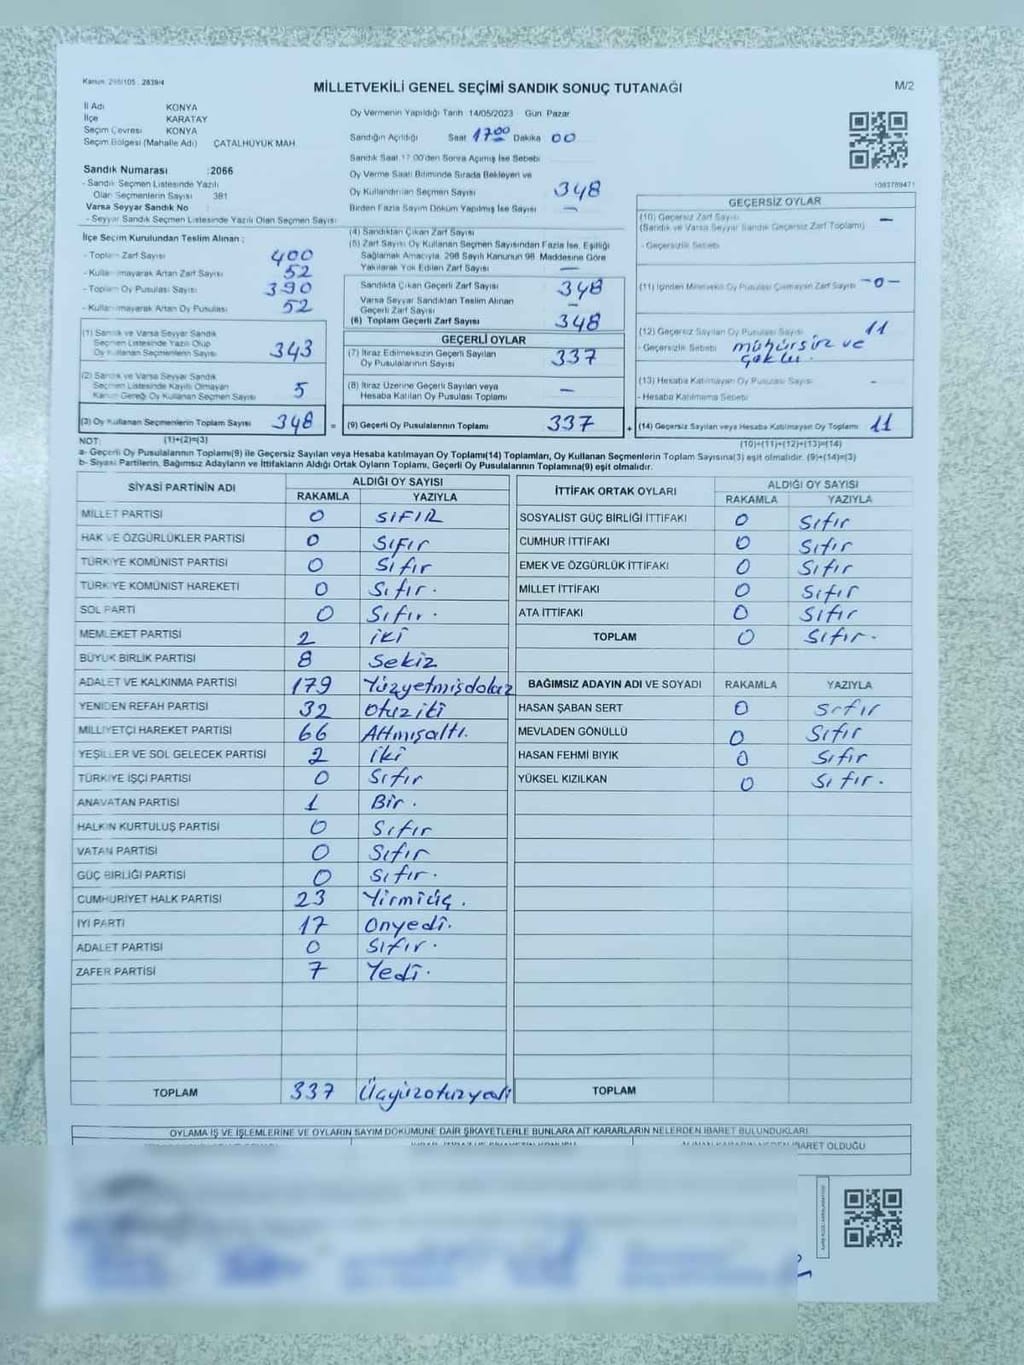 Kanun: 298/105 , 2839/4
MİLLETVEKİLİ GENEL SEÇİMİ SANDIK SONUÇ TUTANAĞI
M/2
İl Adı KONYA
İlçe KARATAY
Seçim Çevresi KONYA
Seçim Bölgesi (Mahalle Adı) ÇATALHÜYÜK MAH.
Oy Vermenin Yapıldığı Tarih 14/05/2023 Gün Pazar
Sandığın Açıldığı Saat 17 00 Dakika 00
Sandık Saat 17:00'den Sonra Açılmış İse Sebebi
Oy Verme Saati Bitiminde Sırada Bekleyen ve
Oy Kullandırılan Seçmen Sayısı 348
Birden Fazla Sayım Döküm Yapılmış İse Sayısı —
1083789471
Sandık Numarası : 2066
- Sandık Seçmen Listesinde Yazılı
Olan Seçmenlerin Sayısı 381
Varsa Seyyar Sandık No
- Seyyar Sandık Seçmen Listesinde Yazılı Olan Seçmen Sayısı
İlçe Seçim Kurulundan Teslim Alınan ;
- Toplam Zarf Sayısı 400
- Kullanılmayarak Artan Zarf Sayısı 52
- Toplam Oy Pusulası Sayısı 390
- Kullanılmayarak Artan Oy Pusulası 52
(1) Sandık ve Varsa Seyyar Sandık
Seçmen Listesinde Yazılı Olup
Oy Kullanan Seçmenlerin Sayısı 343
(2) Sandık ve Varsa Seyyar Sandık
Seçmen Listesinde Kayıtlı Olmayan
Kanun Gereği Oy Kullanan Seçmen Sayısı 5
(3) Oy Kullanan Seçmenlerin Toplam Sayısı 348 =
(1)+(2)=(3)
(4) Sandıktan Çıkan Zarf Sayısı
(5) Zarf Sayısı Oy Kullanan Seçmen Sayısından Fazla İse, Eşitliği
Sağlamak Amacıyla, 298 Sayılı Kanunun 98. Maddesine Göre
Yakılarak Yok Edilen Zarf Sayısı —
Sandıkta Çıkan Geçerli Zarf Sayısı 348
Varsa Seyyar Sandıktan Teslim Alınan
Geçerli Zarf Sayısı —
(6) Toplam Geçerli Zarf Sayısı 348
GEÇERLİ OYLAR
(7) İtiraz Edilmeksizin Geçerli Sayılan
Oy Pusulalarının Sayısı 337
(8) İtiraz Üzerine Geçerli Sayılan veya
Hesaba Katılan Oy Pusulası Toplamı —
(9) Geçerli Oy Pusulalarının Toplamı 337 +
GEÇERSİZ OYLAR
(10) Geçersiz Zarf Sayısı —
(Sandık ve Varsa Seyyar Sandık Geçersiz Zarf Toplamı)
- Geçersizlik Sebebi
(11) İçinden Milletvekili Oy Pusulası Çıkmayan Zarf Sayısı - 0 -
(12) Geçersiz Sayılan Oy Pusulası Sayısı 11
- Geçersizlik Sebebi mühürsüz ve
(13) Hesaba Katılmayan Oy Pusulası Sayısı -
- Hesaba Katılmama Sebebi
(14) Geçersiz Sayılan veya Hesaba Katılmayan Oy Toplamı 11
(10)+(11)+(12)+(13)=(14)
NOT:
a- Geçerli Oy Pusulası Toplamı(9) ile Geçersiz Sayılan veya Hesaba katılmayan Oy Toplamı(14) Toplamları, Oy Kullanan Seçmenlerin Toplam Sayısına(3) eşit olmalıdır. (9)+(14)=(3)
b- Siyasi Partilerin, Bağımsız Adayların ve İttifakların Aldığı Ortak Oyların Toplamı, Geçerli Oy Pusulalarının Toplamına(9) eşit olmalıdır.
SİYASİ PARTİNİN ADI ALDIĞI OY SAYISI
RAKAMLA YAZIYLA
MİLLET PARTİSİ 0 SIFIR
HAK VE ÖZGÜRLÜKLER PARTİSİ 0 Sıfır
TÜRKİYE KOMÜNİST PARTİSİ 0 Sıfır
TÜRKİYE KOMÜNİST HAREKETİ 0 Sıfır.
SOL PARTİ 0 Sıfır.
MEMLEKET PARTİSİ 2 iki
BÜYÜK BİRLİK PARTİSİ 8 Sekiz
ADALET VE KALKINMA PARTİSİ 179 Yüzyetmişdokuz
YENİDEN REFAH PARTİSİ 32 Otuziki
MİLLİYETÇİ HAREKET PARTİSİ 66 Altmışaltı.
YEŞİLLER VE SOL GELECEK PARTİSİ 2 iki
TÜRKİYE İŞÇİ PARTİSİ 0 Sıfır
ANAVATAN PARTİSİ 1 Bir.
HALKIN KURTULUŞ PARTİSİ 0 Sıfır
VATAN PARTİSİ 0 Sıfır
GÜÇ BİRLİĞİ PARTİSİ 0 Sıfır.
CUMHURİYET HALK PARTİSİ 23 Yirmiüç.
İYİ PARTİ 17 Onyedi.
ADALET PARTİSİ 0 Sıfır.
ZAFER PARTİSİ 7 Yedi.
TOPLAM 337 Üçyüzotuzyedi
İTTİFAK ORTAK OYLARI ALDIĞI OY SAYISI
RAKAMLA YAZIYLA
SOSYALİST GÜÇ BİRLİĞİ İTTİFAKI 0 Sıfır
CUMHUR İTTİFAKI 0 Sıfır
EMEK VE ÖZGÜRLÜK İTTİFAKI 0 Sıfır
MİLLET İTTİFAKI 0 Sıfır
ATA İTTİFAKI 0 Sıfır
TOPLAM 0 Sıfır.
BAĞIMSIZ ADAYIN ADI VE SOYADI RAKAMLA YAZIYLA
HASAN ŞABAN SERT 0 Sıfır
MEVLADEN GÖNÜLLÜ 0 Sıfır
HASAN FEHMİ BIYIK 0 Sıfır
YÜKSEL KIZILKAN 0 Sıfır.
TOPLAM
OYLAMA İŞ VE İŞLEMLERİNE VE OYLARIN SAYIM DÖKÜMÜNE DAİR ŞİKAYETLERLE BUNLARA AİT KARARLARIN NELERDEN İBARET BULUNDUKLARI
ALINAN KARARIN NEDEN İBARET OLDUĞU